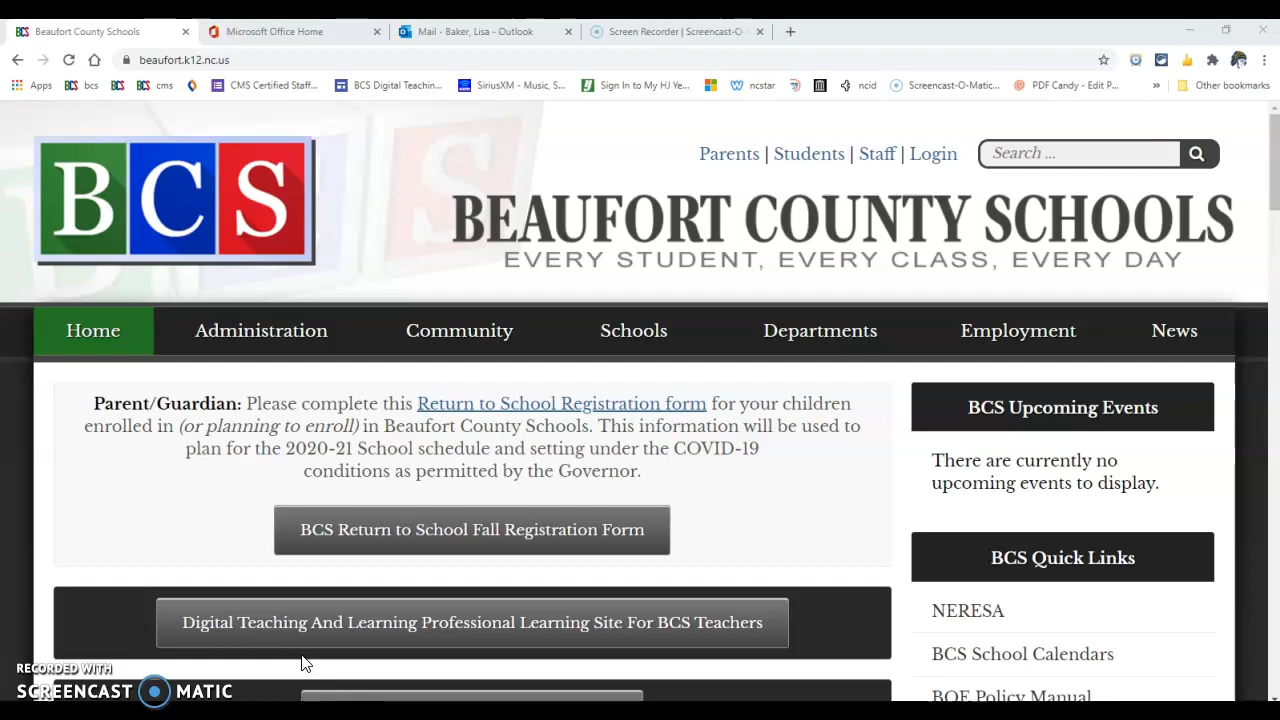 BCS Beaufort County Schools
Microsoft Office Home
Mail - Baker, Lisa - Outlook
Screen Recorder | Screencast-O-
beaufort.k12.nc.us
Apps
BCS bcs
BCS
BCS cms
CMS Certified Staff...
BCS Digital Teachin...
SiriusXM - Music, S...
Sign In to My HJ Ye...
ncstar
ncid
Screencast-O-Matic...
PDF Candy - Edit P...
»
Other bookmarks
BCS
Parents | Students | Staff | Login
Search ...
BEAUFORT COUNTY SCHOOLS
EVERY STUDENT, EVERY CLASS, EVERY DAY
Home
Administration
Community
Schools
Departments
Employment
News
Parent/Guardian: Please complete this Return to School Registration form for your children
enrolled in (or planning to enroll) in Beaufort County Schools. This information will be used to
plan for the 2020-21 School schedule and setting under the COVID-19
conditions as permitted by the Governor.
BCS Return to School Fall Registration Form
Digital Teaching And Learning Professional Learning Site For BCS Teachers
BCS Upcoming Events
There are currently no
upcoming events to display.
BCS Quick Links
NERESA
BCS School Calendars
BOE Policy Manual
RECORDED WITH
SCREENCAST MATIC